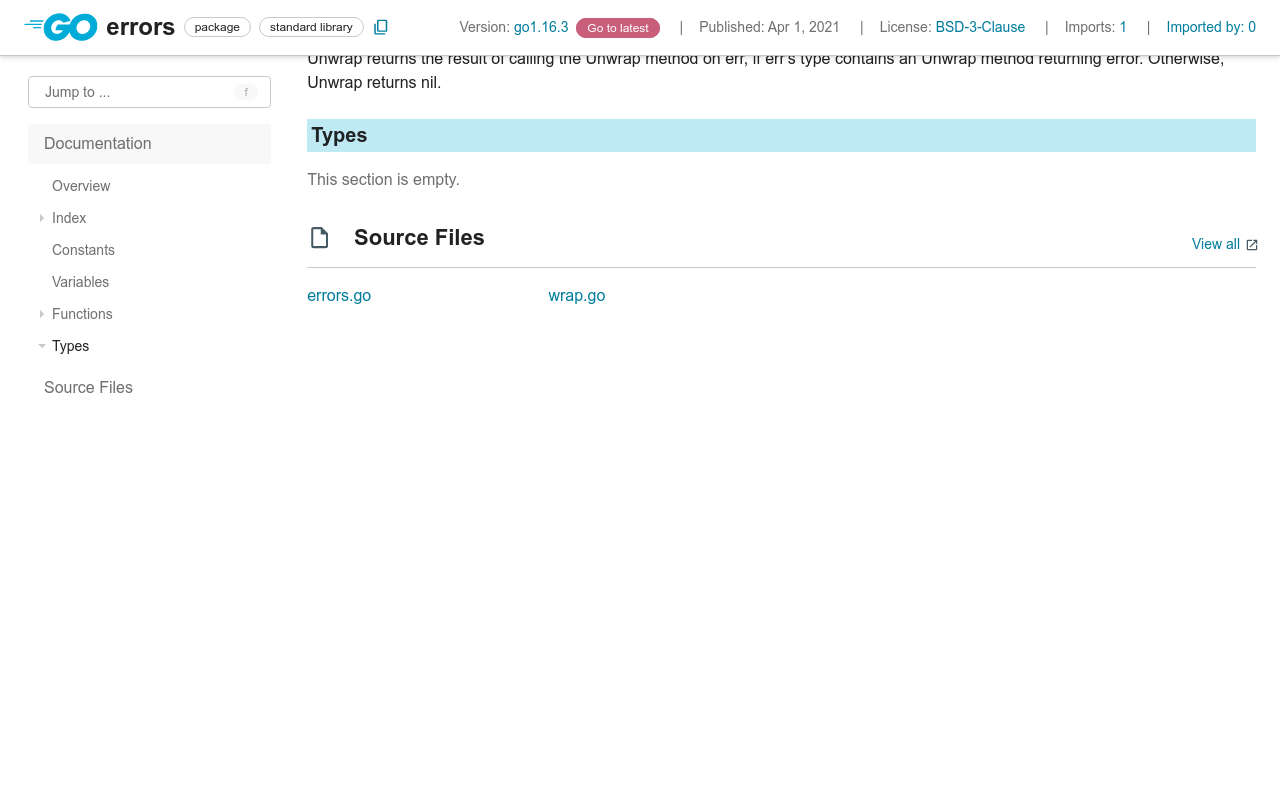 GO errors package standard library Version: go1.16.3 Go to latest | Published: Apr 1, 2021 | License: BSD-3-Clause | Imports: 1 | Imported by: 0
Unwrap returns the result of calling the Unwrap method on err, if err's type contains an Unwrap method returning error. Otherwise,
Unwrap returns nil.
Jump to ... f
Documentation
Overview
Index
Constants
Variables
Functions
Types
Source Files
Types
This section is empty.
Source Files
View all
errors.go wrap.go